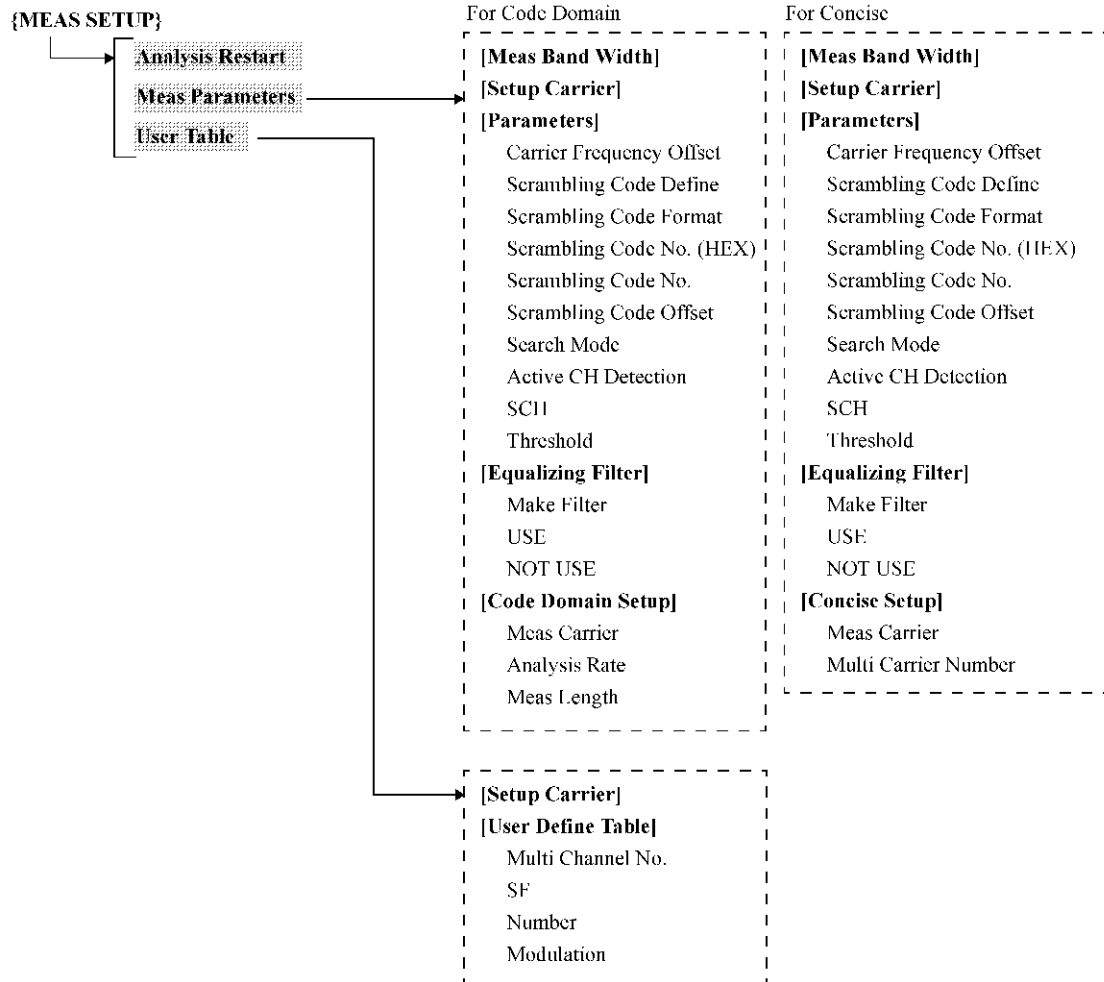 {MEAS SETUP}
Analysis Restart
Meas Parameters
User Table
For Code Domain
[Meas Band Width]
[Setup Carrier]
[Parameters]
Carrier Frequency Offset
Scrambling Code Define
Scrambling Code Format
Scrambling Code No. (HEX)
Scrambling Code No.
Scrambling Code Offset
Search Mode
Active CH Detection
SCH
Threshold
[Equalizing Filter]
Make Filter
USE
NOT USE
[Code Domain Setup]
Meas Carrier
Analysis Rate
Meas Length
For Concise
[Meas Band Width]
[Setup Carrier]
[Parameters]
Carrier Frequency Offset
Scrambling Code Define
Scrambling Code Format
Scrambling Code No. (HEX)
Scrambling Code No.
Scrambling Code Offset
Search Mode
Active CH Detection
SCH
Threshold
[Equalizing Filter]
Make Filter
USE
NOT USE
[Concise Setup]
Meas Carrier
Multi Carrier Number
[Setup Carrier]
[User Define Table]
Multi Channel No.
SF
Number
Modulation